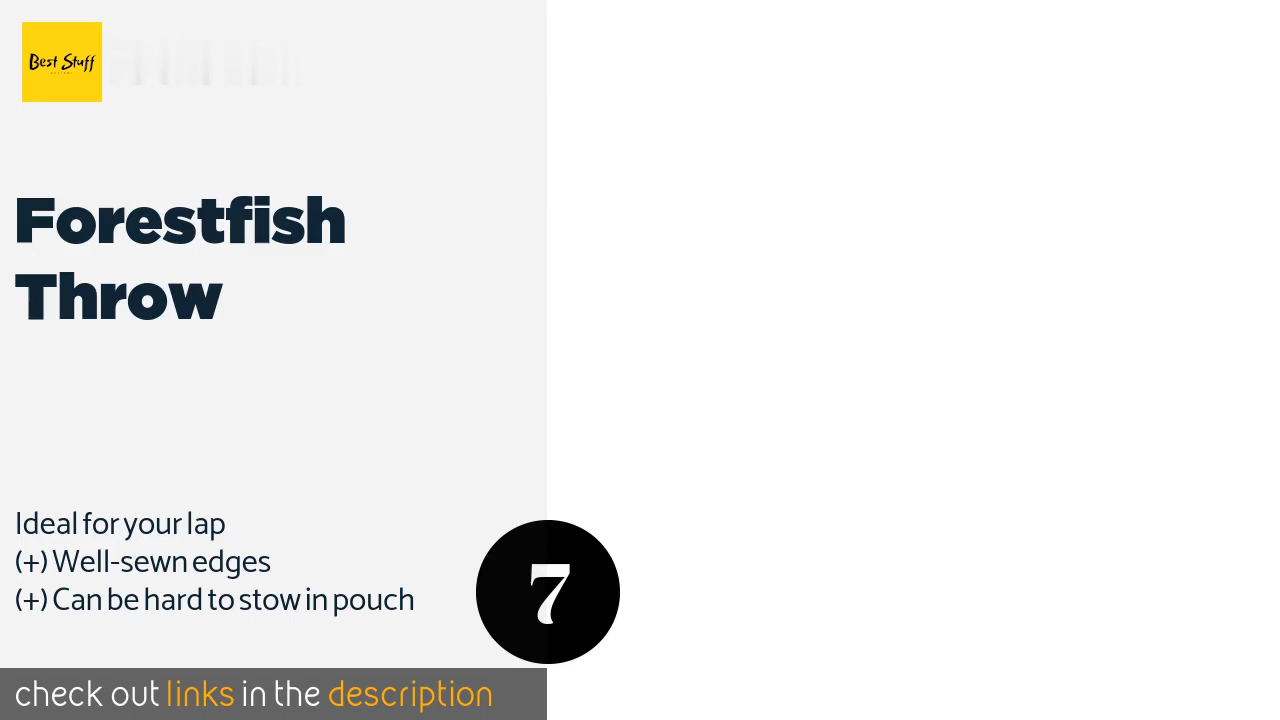 Best Stuff
Forestfish
Throw
Ideal for your lap
(+) Well-sewn edges
(+) Can be hard to stow in pouch
7
check out links in the description